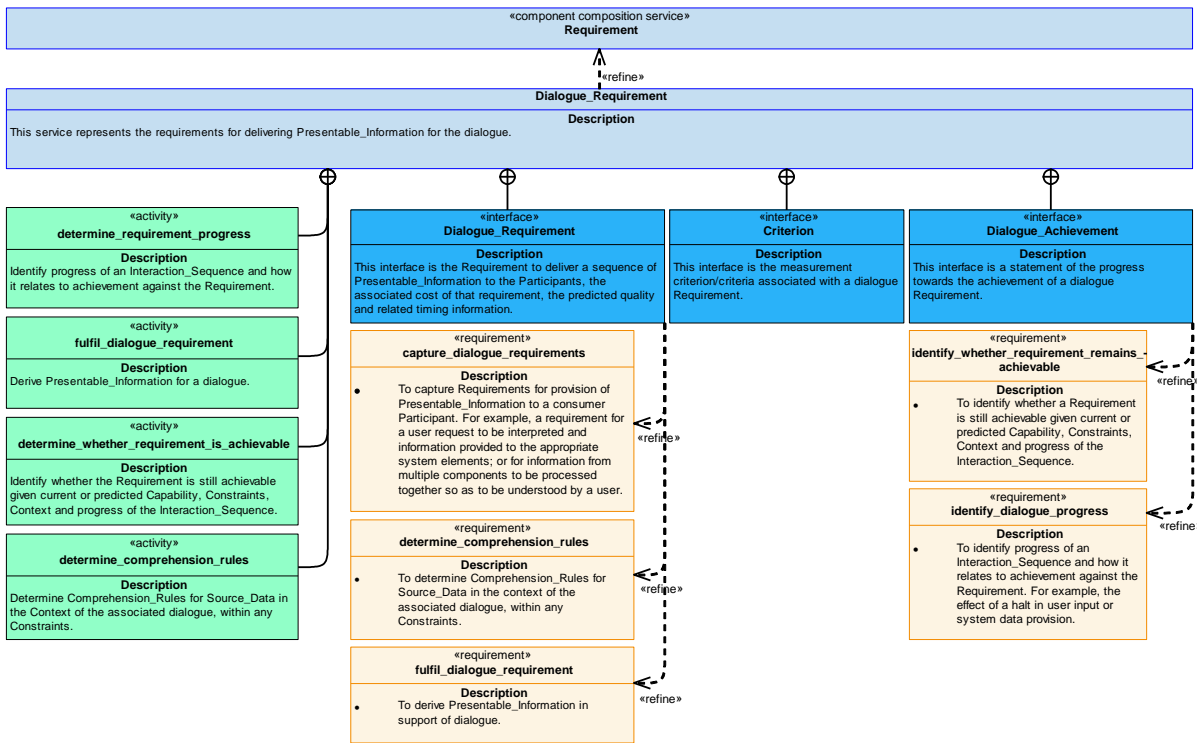 «component composition service»
Requirement
«refine»
Dialogue_Requirement
Description
This service represents the requirements for delivering Presentable_Information for the dialogue.
«activity»
determine_requirement_progress
Description
Identify progress of an Interaction_Sequence and how
it relates to achievement against the Requirement.
«activity»
fulfil_dialogue_requirement
Description
Derive Presentable_Information for a dialogue.
«activity»
determine_whether_requirement_is_achievable
Description
Identify whether the Requirement is still achievable
given current or predicted Capability, Constraints,
Context and progress of the Interaction_Sequence.
«activity»
determine_comprehension_rules
Description
Determine Comprehension_Rules for Source_Data in
the Context of the associated dialogue, within any
Constraints.
«interface»
Dialogue_Requirement
Description
This interface is the Requirement to deliver a sequence of
Presentable_Information to the Participants, the
associated cost of that requirement, the predicted quality
and related timing information.
«requirement»
capture_dialogue_requirements
Description
• To capture Requirements for provision of
Presentable_Information to a consumer
Participant. For example, a requirement for
a user request to be interpreted and
information provided to the appropriate
system elements; or for information from
multiple components to be processed
together so as to be understood by a user.
«refine»
«requirement»
determine_comprehension_rules
Description
• To determine Comprehension_Rules for
Source_Data in the context of the
associated dialogue, within any
Constraints.
«refine»
«requirement»
fulfil_dialogue_requirement
Description
• To derive Presentable_Information in
support of dialogue.
«refine»
«interface»
Criterion
Description
This interface is the measurement
criterion/criteria associated with a dialogue
Requirement.
«interface»
Dialogue_Achievement
Description
This interface is a statement of the progress
towards the achievement of a dialogue
Requirement.
«requirement»
identify_whether_requirement_remains_-
achievable
Description
• To identify whether a Requirement
is still achievable given current or
predicted Capability, Constraints,
Context and progress of the
Interaction_Sequence.
«refine»
«requirement»
identify_dialogue_progress
Description
• To identify progress of an
Interaction_Sequence and how it
relates to achievement against the
Requirement. For example, the
effect of a halt in user input or
system data provision.
«refine»